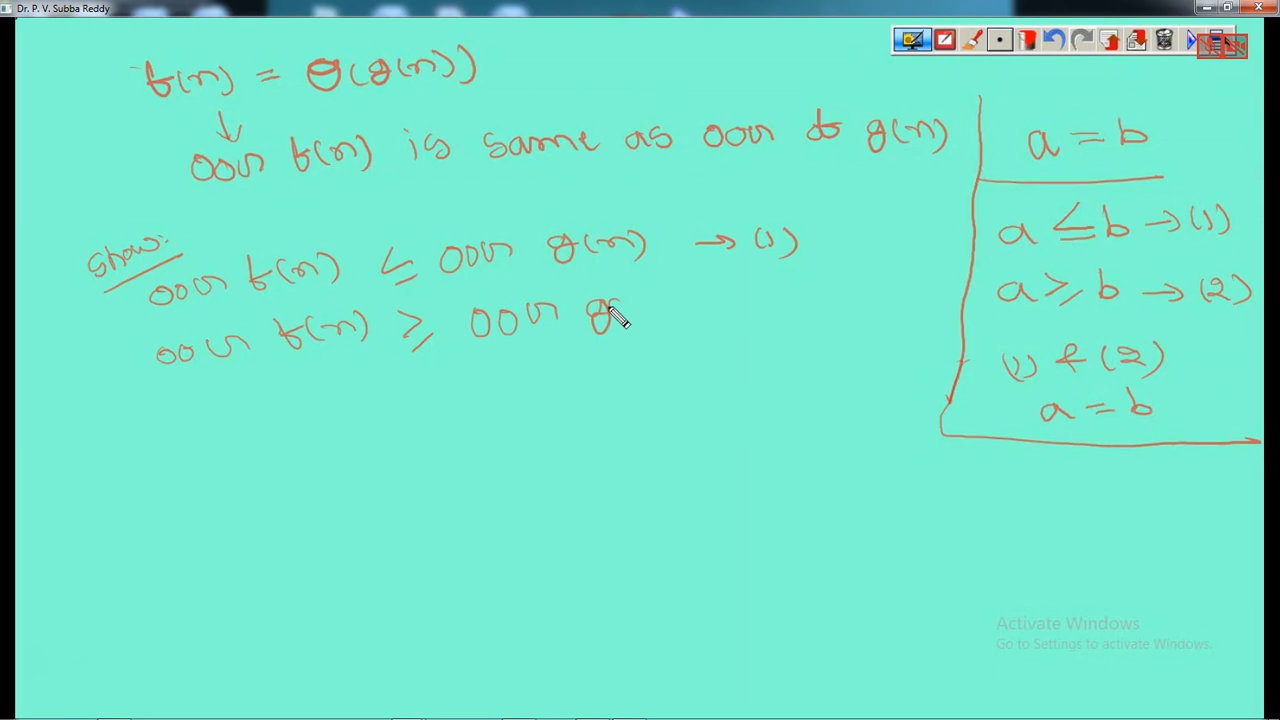 Dr. P. V. Subba Reddy
f(n) = Θ(g(n))
↓
OOG f(n) is same as OOG of g(n)
Show:
OOG f(n) ≤ OOG g(n) → (1)
OOG f(n) ≥ OOG g
a = b
a ≤ b → (1)
a ≥ b → (2)
(1) & (2)
a = b
Activate Windows
Go to Settings to activate Windows.